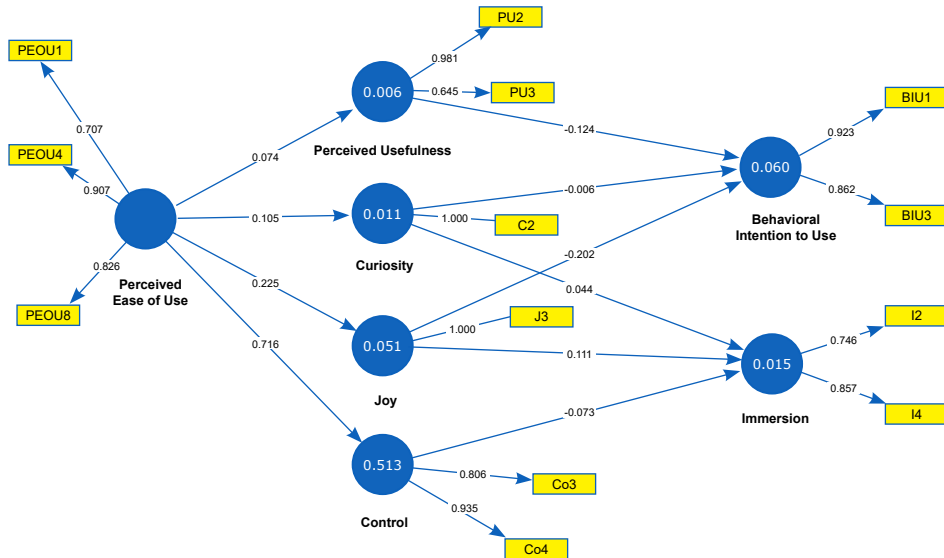 PU2
PEOU1
0.981
0.006
0.645
PU3
BIU1
0.707
Perceived Usefulness
-0.124
0.923
PEOU4
0.907
0.074
0.060
0.862
-0.006
0.105
0.011
1.000
C2
BIU3
Behavioral
Intention to Use
0.826
Curiosity
-0.202
Perceived
Ease of Use
0.225
0.044
PEOU8
J3
I2
0.716
1.000
0.746
0.051
0.111
0.015
0.857
Joy
-0.073
Immersion
I4
0.513
0.806
Co3
0.935
Control
Co4